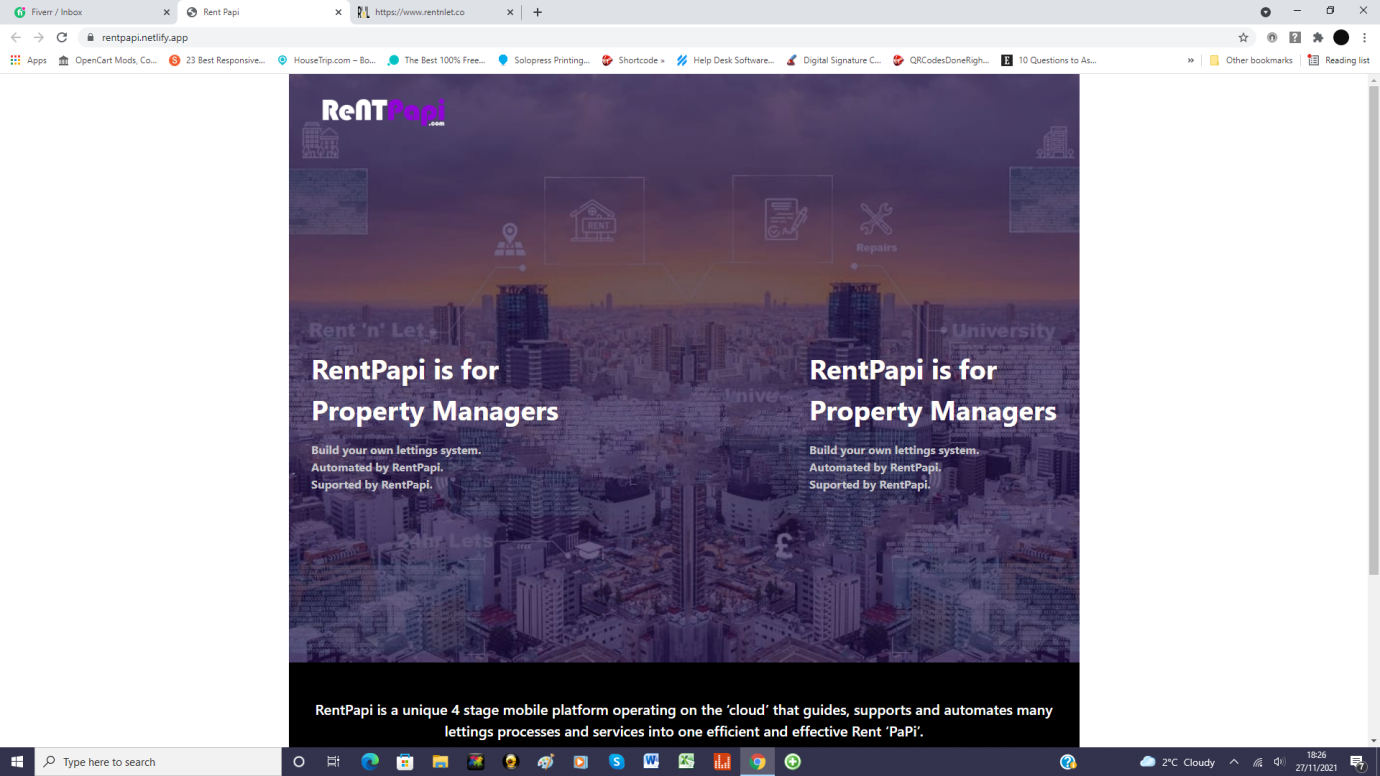 Fiverr / Inbox
Rent Papi
https://www.rentnlet.co
rentpapi.netlify.app
Apps
OpenCart Mods, Co...
23 Best Responsive...
HouseTrip.com – Bo...
The Best 100% Free...
Solopress Printing...
Shortcode »
Help Desk Software...
Digital Signature C...
QRCodesDoneRigh...
10 Questions to As...
»
Other bookmarks
Reading list
ReNTPapi
.com
RENT
Repairs
Rent 'n' Let
University
RentPapi is for
Property Managers
Build your own lettings system.
Automated by RentPapi.
Suported by RentPapi.
Unive
RentPapi is for
Property Managers
Build your own lettings system.
Automated by RentPapi.
Suported by RentPapi.
24hr Lets
£
RentPapi is a unique 4 stage mobile platform operating on the ‘cloud’ that guides, supports and automates many
lettings processes and services into one efficient and effective Rent ‘PaPi’.
Type here to search
2°C Cloudy
18:26
27/11/2021
7